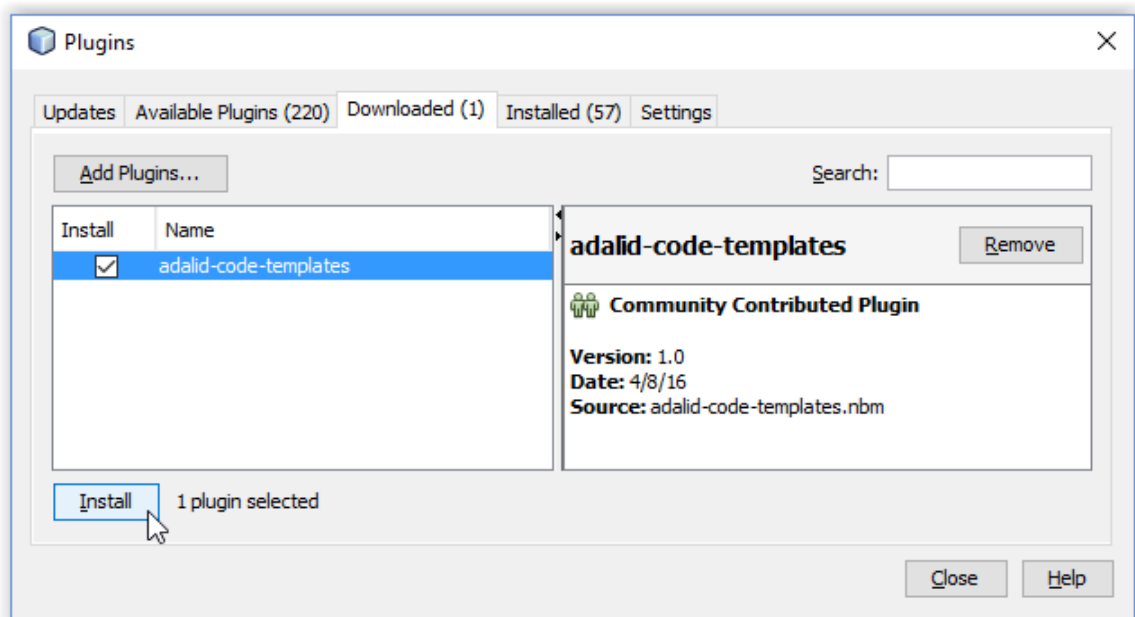 Plugins
Updates Available Plugins (220) Downloaded (1) Installed (57) Settings
Add Plugins... Search:
Install Name
adalid-code-templates
adalid-code-templates Remove
Community Contributed Plugin
Version: 1.0
Date: 4/8/16
Source: adalid-code-templates.nbm
Install 1 plugin selected
Close Help